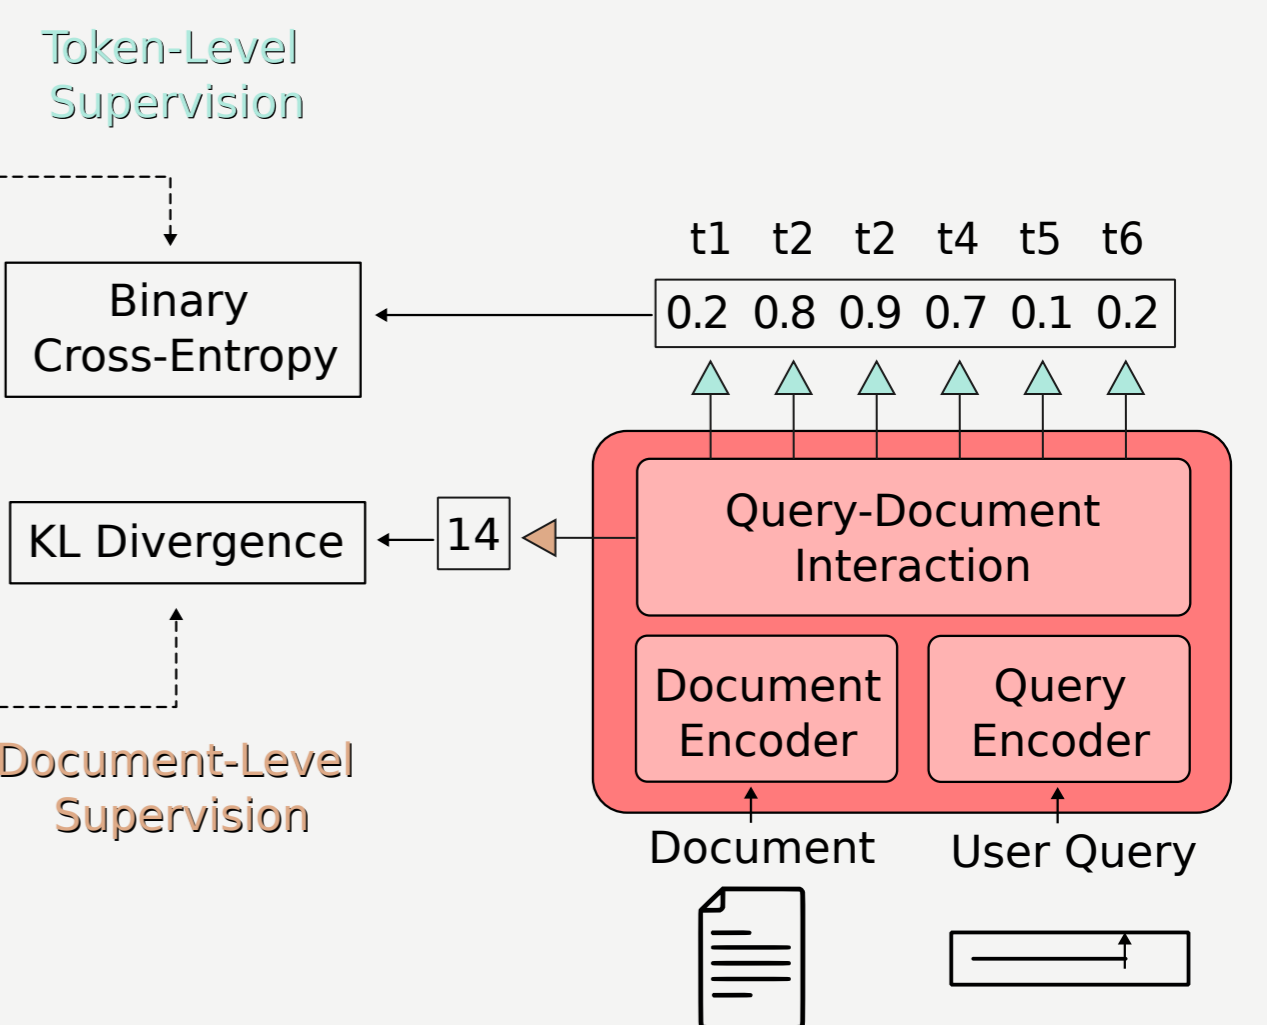 Token-Level
Supervision
t1 t2 t2 t4 t5 t6
0.2 0.8 0.9 0.7 0.1 0.2
Binary
Cross-Entropy
Query-Document
Interaction
14
KL Divergence
Document
Encoder
Query
Encoder
Document-Level
Supervision
Document
User Query